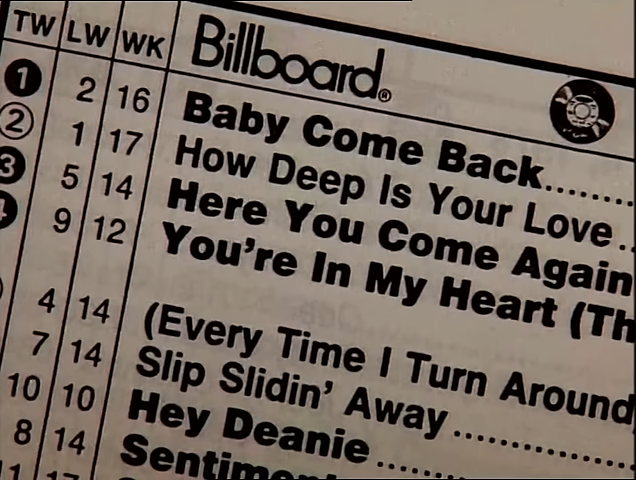 TW LW WK Billboard®
1 2 16 Baby Come Back........
2 1 17 How Deep Is Your Love..
3 5 14 Here You Come Again
4 9 12 You're In My Heart (Th
4 14 (Every Time I Turn Around
7 14 Slip Slidin' Away................
10 10 Hey Deanie
8 14